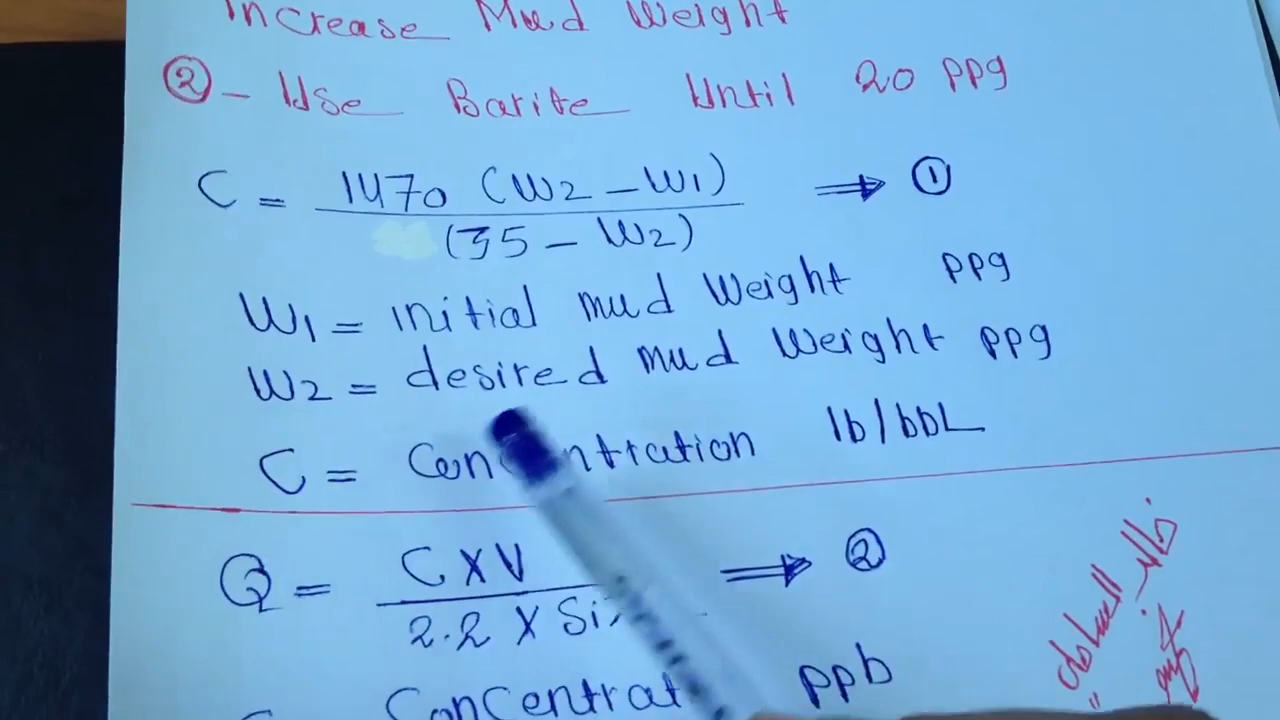 Increase Mud Weight
② - Use Barite Until 20 ppg
C = 1470 (W2 - W1) / (35 - W2) ⇒ ①
W1 = initial mud Weight ppg
W2 = desired mud Weight ppg
C = Concentration lb/bbL
Q = C X V / 2.2 X Si ⇒ ②
Concentrat ppb